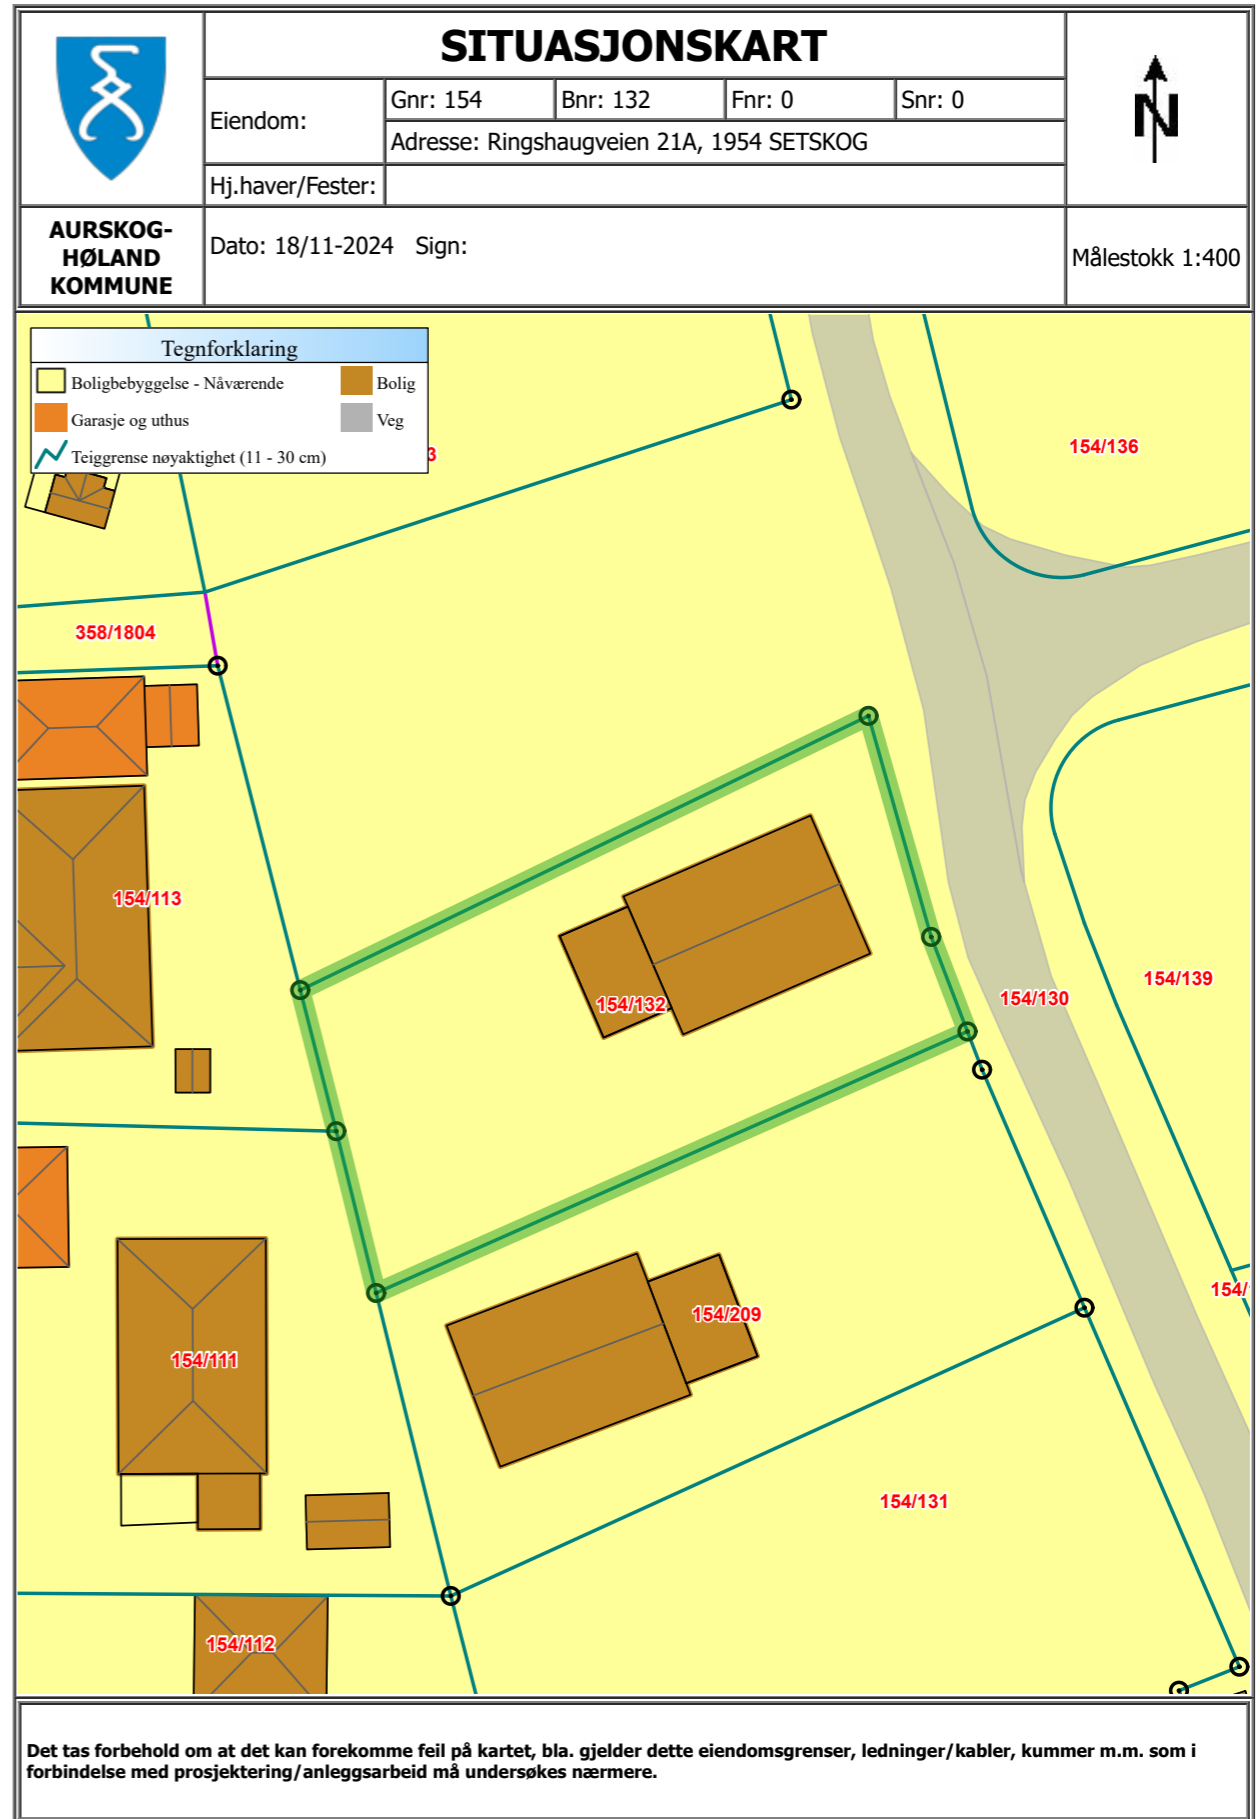 SITUASJONSKART
Eiendom:
Gnr: 154
Bnr: 132
Fnr: 0
Snr: 0
Adresse: Ringshaugveien 21A, 1954 SETSKOG
Hj.haver/Fester:
N
AURSKOG-
HØLAND
KOMMUNE
Dato: 18/11-2024 Sign:
Målestokk 1:400
Tegnforklaring
Boligbebyggelse - Nåværende
Bolig
Garasje og uthus
Veg
Teiggrense nøyaktighet (11 - 30 cm)
3
154/136
358/1804
154/113
154/132
154/130
154/139
154/
154/209
154/111
154/131
154/112
Det tas forbehold om at det kan forekomme feil på kartet, bla. gjelder dette eiendomsgrenser, ledninger/kabler, kummer m.m. som i
forbindelse med prosjektering/anleggsarbeid må undersøkes nærmere.